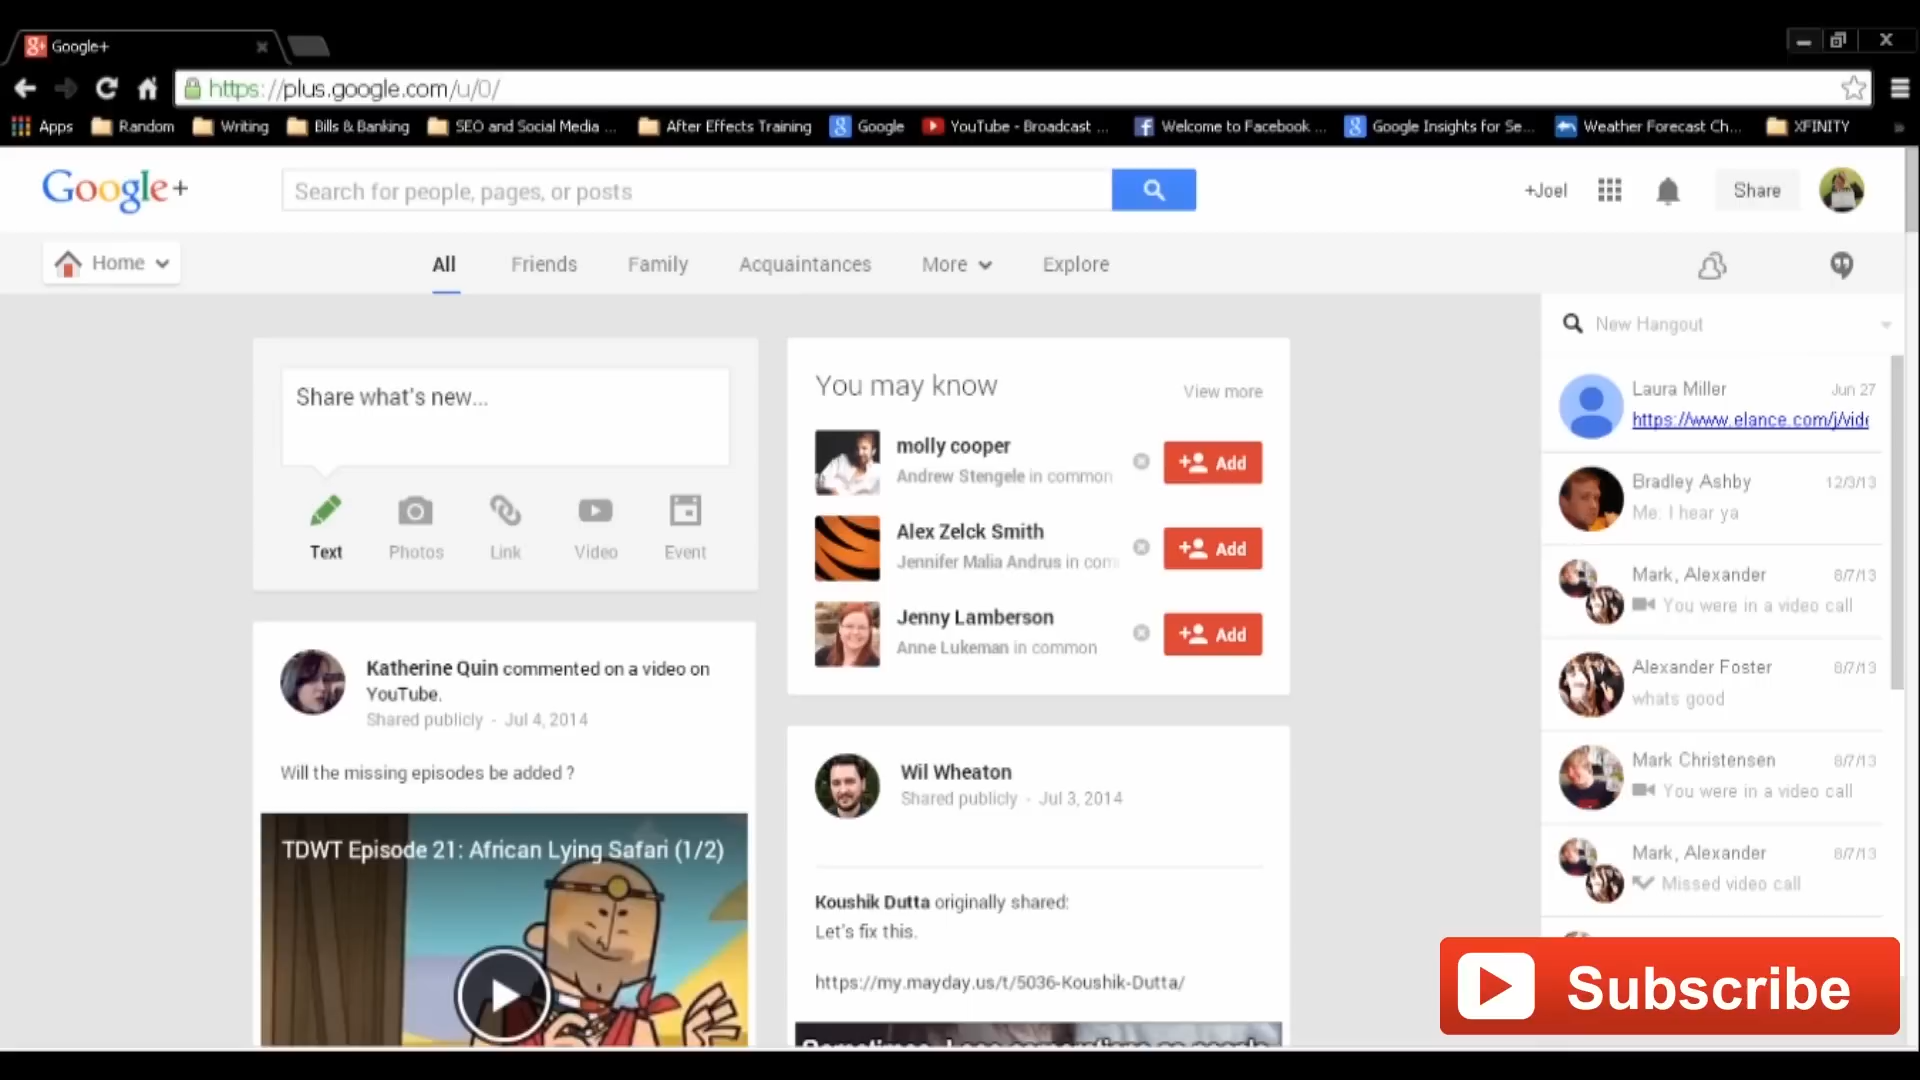 Google+
https://plus.google.com/u/0/
Apps Random Writing Bills & Banking SEO and Social Media ... After Effects Training Google YouTube - Broadcast ... Welcome to Facebook ... Google Insights for Se... Weather Forecast Ch... XFINITY
Google+ Search for people, pages, or posts +Joel Share
Home All Friends Family Acquaintances More Explore
New Hangout
Share what's new...
Text Photos Link Video Event
You may know View more
molly cooper
Andrew Stengele in common
Add
Alex Zelck Smith
Jennifer Malia Andrus in com
Add
Jenny Lamberson
Anne Lukeman in common
Add
Katherine Quin commented on a video on
YouTube.
Shared publicly - Jul 4, 2014
Will the missing episodes be added ?
TDWT Episode 21: African Lying Safari (1/2)
Wil Wheaton
Shared publicly - Jul 3, 2014
Koushik Dutta originally shared:
Let's fix this.
https://my.mayday.us/t/5036-Koushik-Dutta/
Laura Miller Jun 27
https://www.elance.com/j/vide
Bradley Ashby 12/3/13
Me: I hear ya
Mark, Alexander 8/7/13
You were in a video call
Alexander Foster 8/7/13
whats good
Mark Christensen 8/7/13
You were in a video call
Mark, Alexander 8/7/13
Missed video call
Subscribe